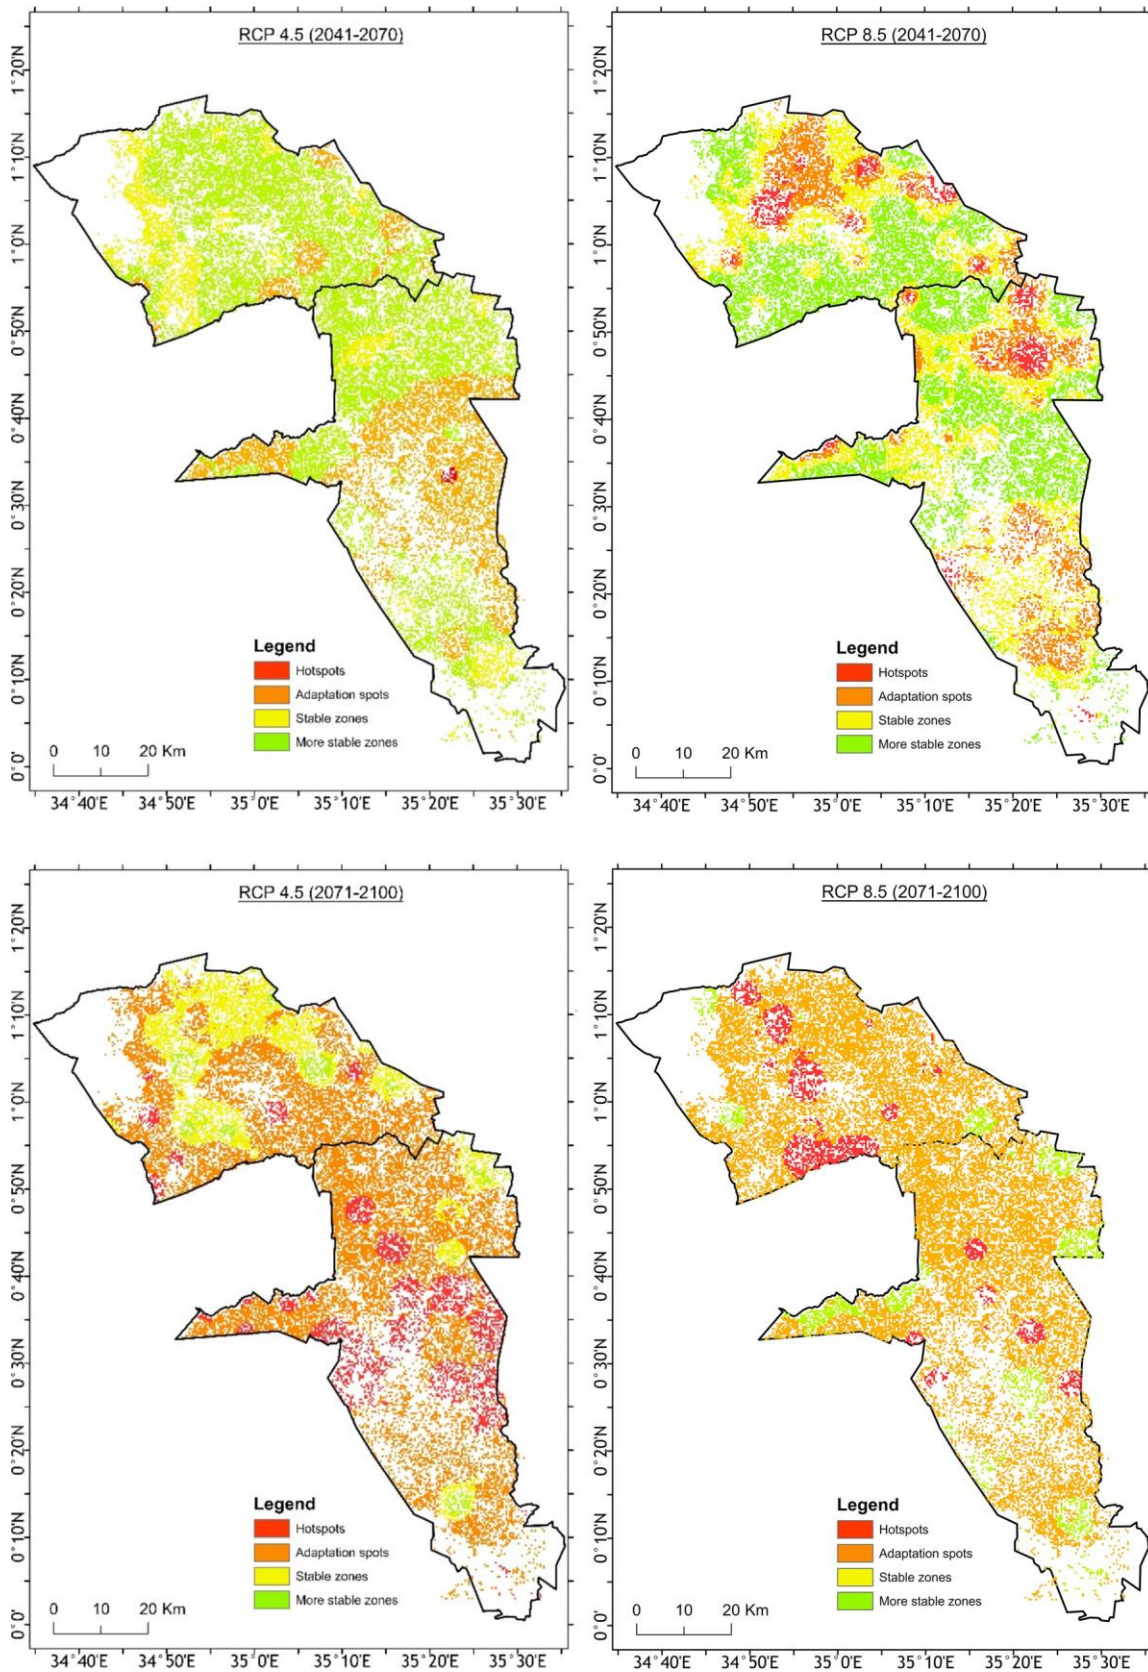 RCP 4.5 (2041-2070)
1°20'N
1°10'N
1°0'N
0°50'N
0°40'N
0°30'N
0°20'N
0°10'N
0°0'
Legend
Hotspots
Adaptation spots
Stable zones
More stable zones
0 10 20 Km
34°40'E 34°50'E 35°0'E 35°10'E 35°20'E 35°30'E
RCP 8.5 (2041-2070)
1°20'N
1°10'N
1°0'N
0°50'N
0°40'N
0°30'N
0°20'N
0°10'N
0°0'
Legend
Hotspots
Adaptation spots
Stable zones
More stable zones
0 10 20 Km
34°40'E 34°50'E 35°0'E 35°10'E 35°20'E 35°30'E
RCP 4.5 (2071-2100)
1°20'N
1°10'N
1°0'N
0°50'N
0°40'N
0°30'N
0°20'N
0°10'N
0°0'
Legend
Hotspots
Adaptation spots
Stable zones
More stable zones
0 10 20 Km
34°40'E 34°50'E 35°0'E 35°10'E 35°20'E 35°30'E
RCP 8.5 (2071-2100)
1°20'N
1°10'N
1°0'N
0°50'N
0°40'N
0°30'N
0°20'N
0°10'N
0°0'
Legend
Hotspots
Adaptation spots
Stable zones
More stable zones
0 10 20 Km
34°40'E 34°50'E 35°0'E 35°10'E 35°20'E 35°30'E